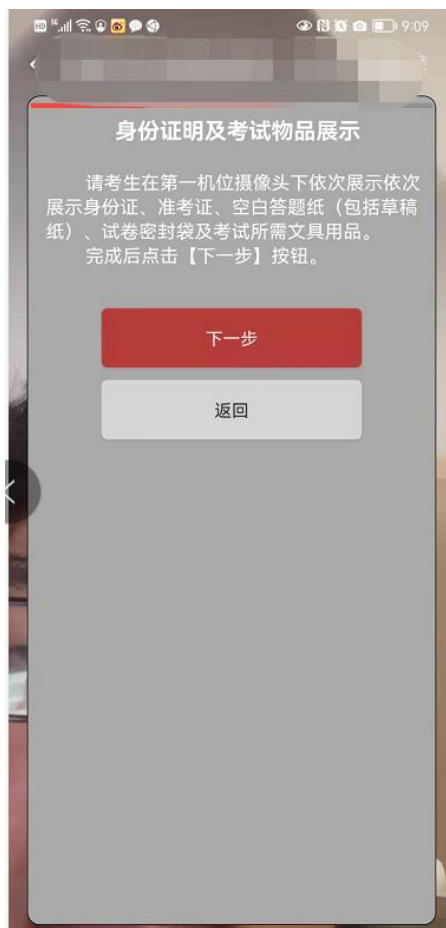 HD 5G 9:09
身份证明及考试物品展示
请考生在第一机位摄像头下依次展示依次
展示身份证、准考证、空白答题纸（包括草稿
纸）、试卷密封袋及考试所需文具用品。
完成后点击【下一步】按钮。
下一步
返回